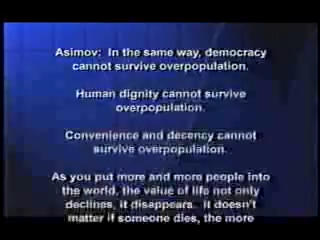 Asimov: In the same way, democracy
cannot survive overpopulation.
Human dignity cannot survive
overpopulation.
Convenience and decency cannot
survive overpopulation.
As you put more and more people into
the world, the value of life not only
declines, it disappears. It doesn't
matter if someone dies, the more